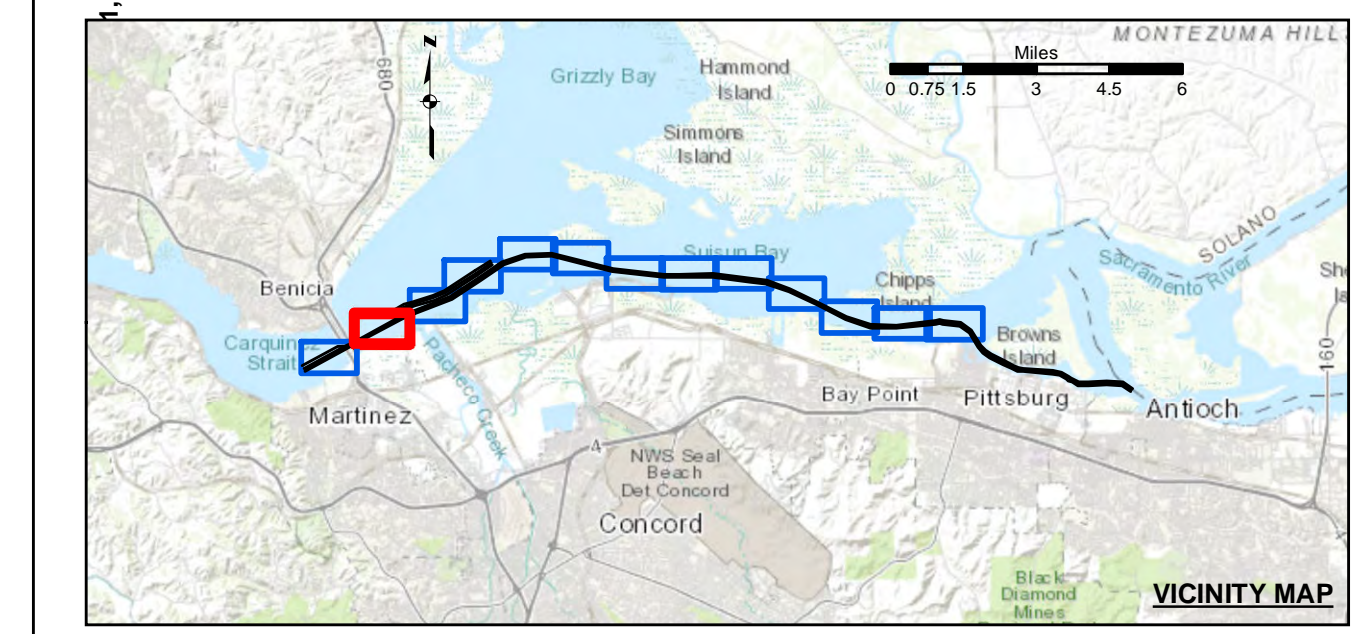 MONTEZUMA HILL
N
Miles
0 0.75 1.5 3 4.5 6
680
Grizzly Bay
Hammond
Island
Simmons
Island
SOLANO
Sacramento River
Suisun Bay
Benicia
Chipps
Island
Carquinez
Strait
Pacheco Creek
Browns
Island
160
Martinez
Bay Point
Pittsburg
Antioch
4
NWS Seal
Beach
Det Concord
Concord
Black
Diamond
Mines
VICINITY MAP